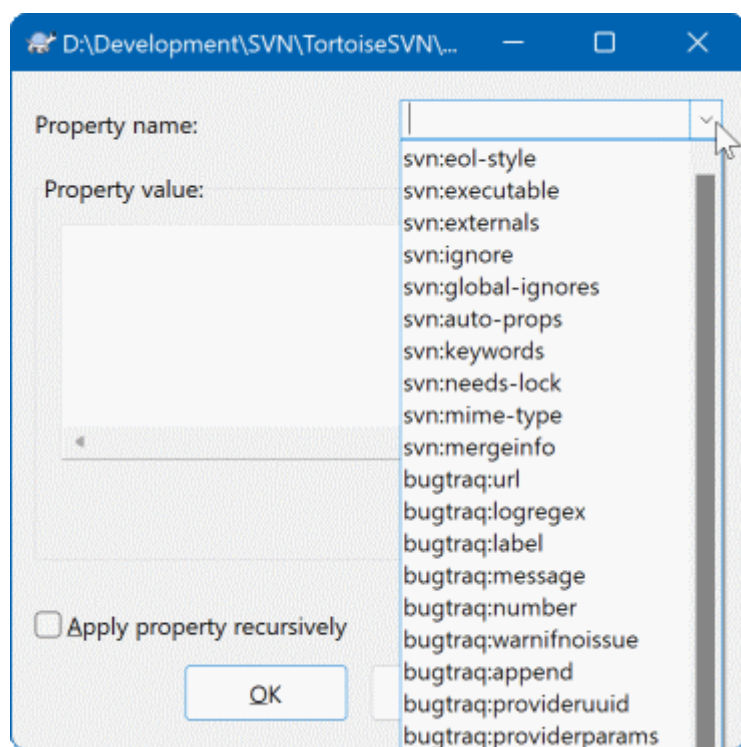 D:\Development\SVN\TortoiseSVN\...
Property name:
svn:eol-style
svn:executable
Property value:
svn:externals
svn:ignore
svn:global-ignores
svn:auto-props
svn:keywords
svn:needs-lock
svn:mime-type
svn:mergeinfo
bugtraq:url
bugtraq:logregex
bugtraq:label
bugtraq:message
bugtraq:number
bugtraq:warnifnoissue
bugtraq:append
bugtraq:provideruuid
bugtraq:providerparams
Apply property recursively
OK